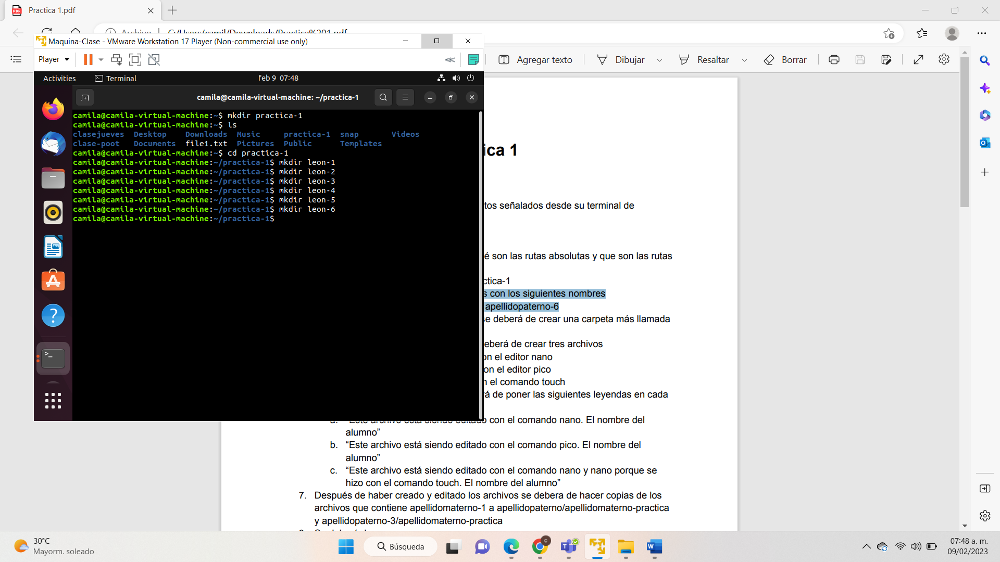 Practica 1.pdf
Archivo | C:/Users/camil/Downloads/Practica%201.pdf
Maquina-Clase - VMware Workstation 17 Player (Non-commercial use only)
Player
Agregar texto
Dibujar
Resaltar
Borrar
Activities
Terminal
feb 9 07:48
camila@camila-virtual-machine: ~/practica-1
camila@camila-virtual-machine:~$ mkdir practica-1
camila@camila-virtual-machine:~$ ls
clasejueves Desktop Downloads Music practica-1 snap Videos
clase-poot Documents file1.txt Pictures Public Templates
camila@camila-virtual-machine:~$ cd practica-1
camila@camila-virtual-machine:~/practica-1$ mkdir leon-1
camila@camila-virtual-machine:~/practica-1$ mkdir leon-2
camila@camila-virtual-machine:~/practica-1$ mkdir leon-3
camila@camila-virtual-machine:~/practica-1$ mkdir leon-4
camila@camila-virtual-machine:~/practica-1$ mkdir leon-5
camila@camila-virtual-machine:~/practica-1$ mkdir leon-6
camila@camila-virtual-machine:~/practica-1$
ica 1
tos señalados desde su terminal de
é son las rutas absolutas y que son las rutas
ctica-1
s con los siguientes nombres
apellidopaterno-6
se deberá de crear una carpeta más llamada
eberá de crear tres archivos
on el editor nano
on el editor pico
n el comando touch
rá de poner las siguientes leyendas en cada
a. "Este archivo está siendo editado con el comando nano. El nombre del
alumno”
b. “Este archivo está siendo editado con el comando pico. El nombre del
alumno”
c. “Este archivo está siendo editado con el comando nano y nano porque se
hizo con el comando touch. El nombre del alumno”
7. Después de haber creado y editado los archivos se debera de hacer copias de los
archivos que contiene apellidomaterno-1 a apellidopaterno/apellidomaterno-practica
y apellidopaterno-3/apellidomaterno-practica
30°C
Mayorm. soleado
Búsqueda
07:48 a. m.
09/02/2023